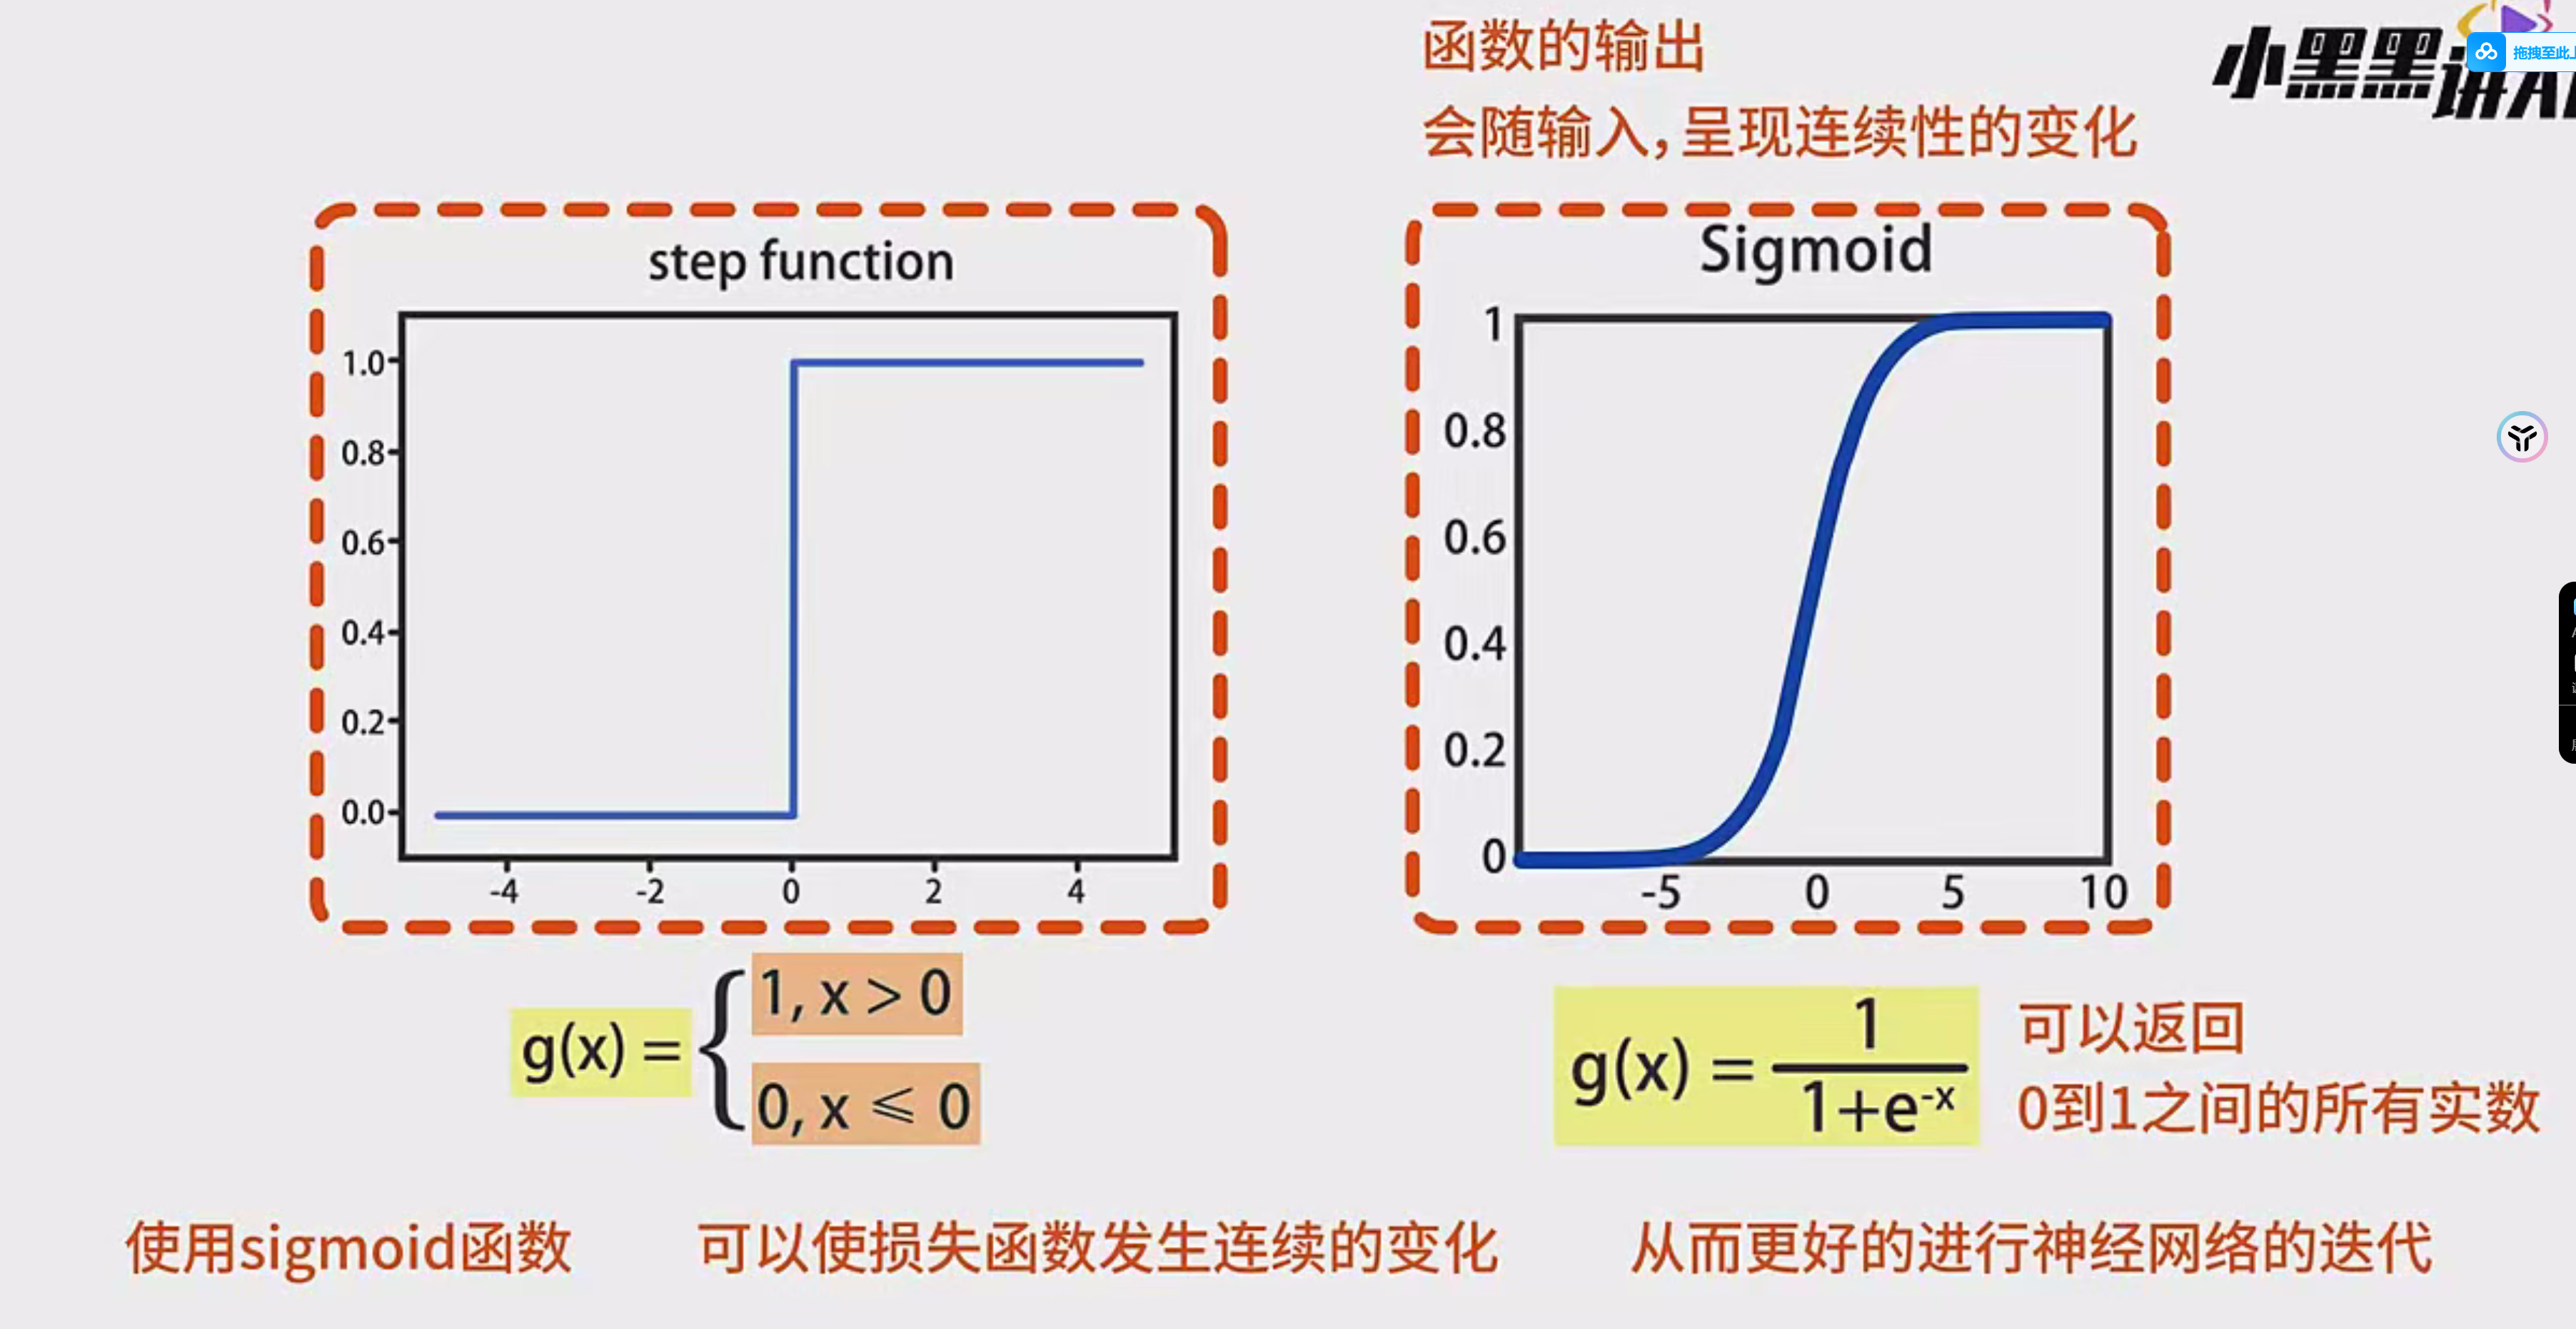 函数的输出
会随输入，呈现连续性的变化
小黑黑讲AI
拖拽至此上
step function
1.0
0.8
0.6
0.4
0.2
0.0
-4 -2 0 2 4
Sigmoid
1
0.8
0.6
0.4
0.2
0
-5 0 5 10
g(x) = { 1, x > 0
0, x ⩽ 0
g(x) = 1 / 1+e^-x
可以返回
0到1之间的所有实数
使用sigmoid函数 可以使损失函数发生连续的变化 从而更好的进行神经网络的迭代